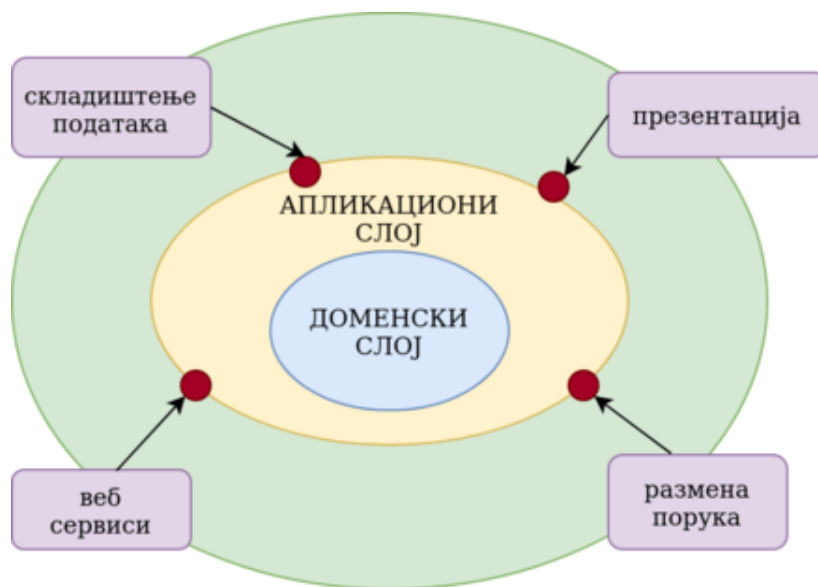 складиштење
података
презентација
АПЛИКАЦИОНИ
СЛОЈ
ДОМЕНСКИ
СЛОЈ
веб
сервиси
размена
порука